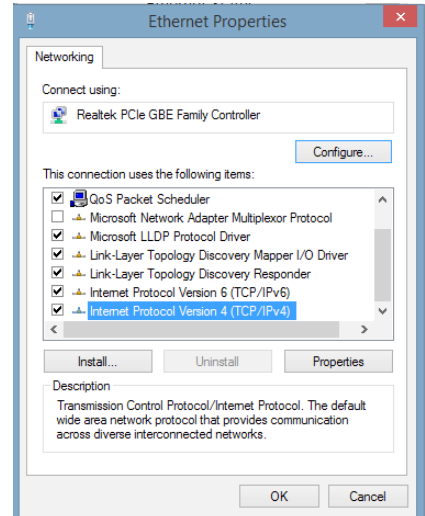 Ethernet Properties
Networking
Connect using:
Realtek PCIe GBE Family Controller
Configure...
This connection uses the following items:
QoS Packet Scheduler
Microsoft Network Adapter Multiplexor Protocol
Microsoft LLDP Protocol Driver
Link-Layer Topology Discovery Mapper I/O Driver
Link-Layer Topology Discovery Responder
Internet Protocol Version 6 (TCP/IPv6)
Internet Protocol Version 4 (TCP/IPv4)
Install... Uninstall Properties
Description
Transmission Control Protocol/Internet Protocol. The default
wide area network protocol that provides communication
across diverse interconnected networks.
OK Cancel